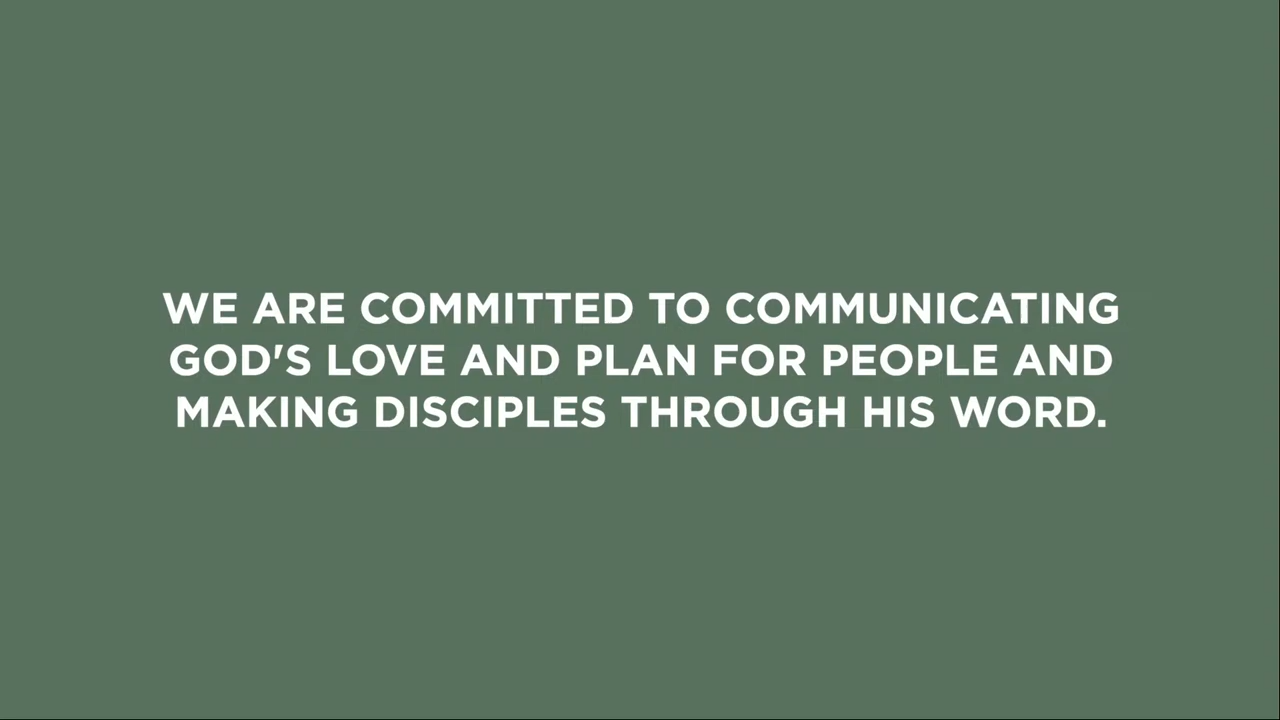 WE ARE COMMITTED TO COMMUNICATING
GOD'S LOVE AND PLAN FOR PEOPLE AND
MAKING DISCIPLES THROUGH HIS WORD.